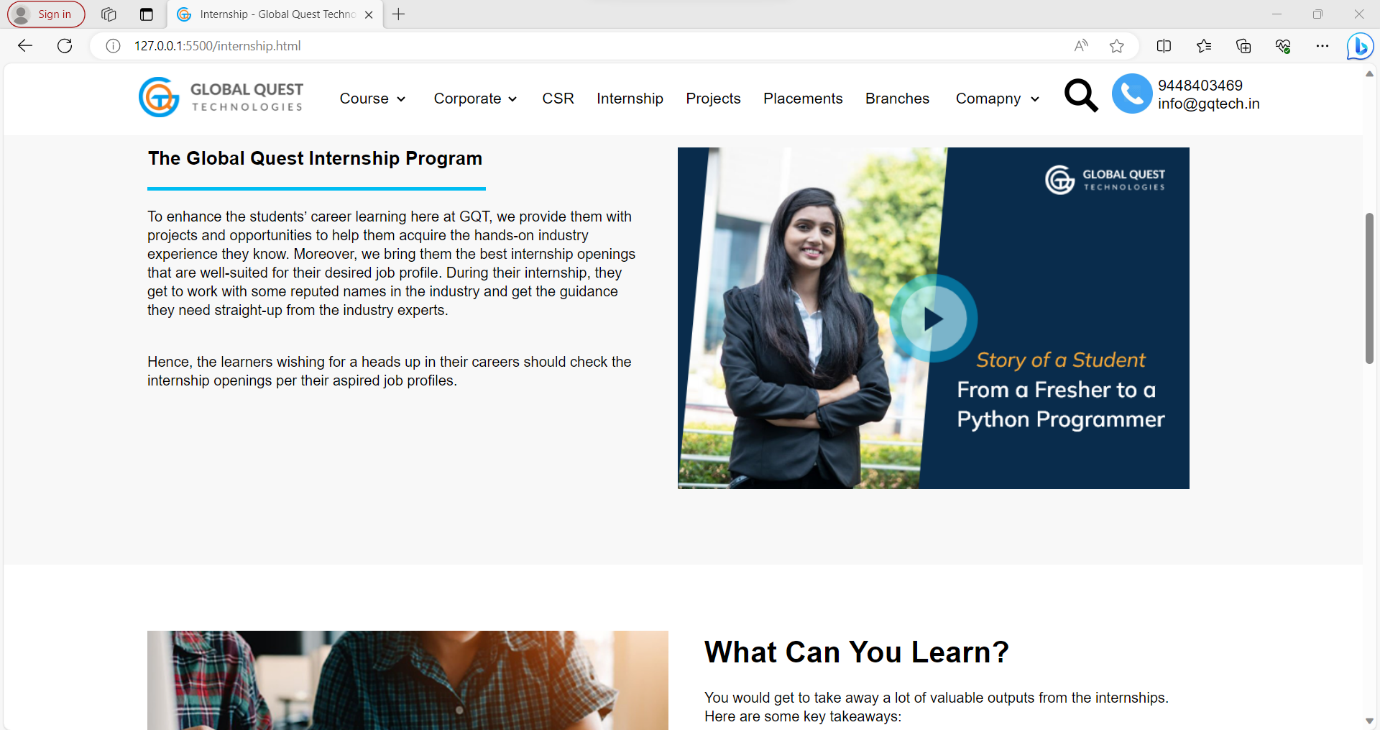 Sign in
Internship - Global Quest Techno
127.0.0.1:5500/internship.html
GLOBAL QUEST
TECHNOLOGIES
Course
Corporate
CSR
Internship
Projects
Placements
Branches
Comapny
9448403469
info@gqtech.in
The Global Quest Internship Program
To enhance the students' career learning here at GQT, we provide them with
projects and opportunities to help them acquire the hands-on industry
experience they know. Moreover, we bring them the best internship openings
that are well-suited for their desired job profile. During their internship, they
get to work with some reputed names in the industry and get the guidance
they need straight-up from the industry experts.
Hence, the learners wishing for a heads up in their careers should check the
internship openings per their aspired job profiles.
GLOBAL QUEST
TECHNOLOGIES
Story of a Student
From a Fresher to a
Python Programmer
What Can You Learn?
You would get to take away a lot of valuable outputs from the internships.
Here are some key takeaways: